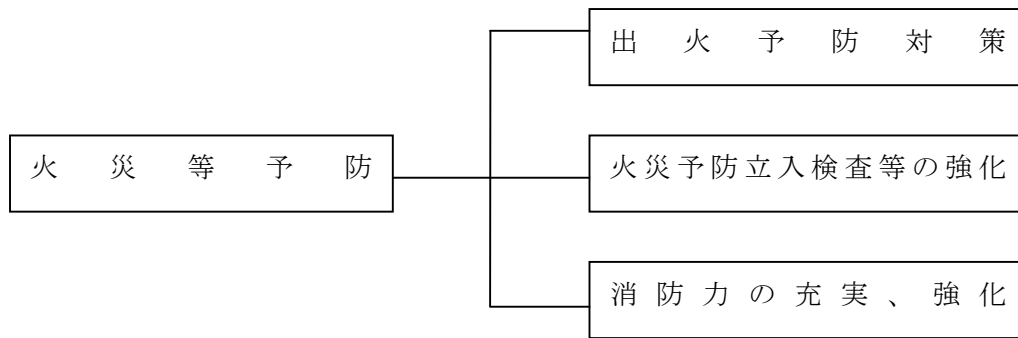 出火予防対策
火災等予防
火災予防立入検査等の強化
消防力の充実、強化